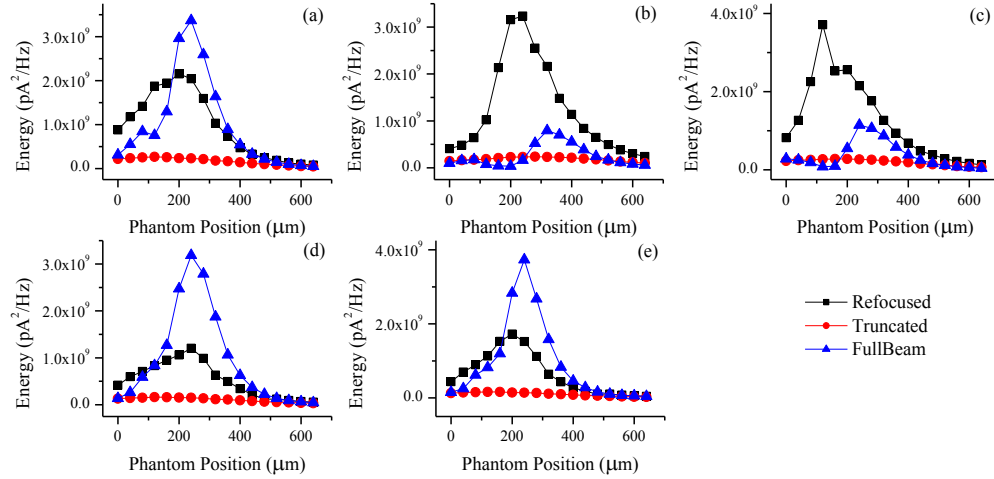 (a)
Energy (pA²/Hz)
3.0x10⁹
2.0x10⁹
1.0x10⁹
0.0
0 200 400 600
Phantom Position (μm)
(b)
Energy (pA²/Hz)
3.0x10⁹
2.0x10⁹
1.0x10⁹
0.0
0 200 400 600
Phantom Position (μm)
(c)
Energy (pA²/Hz)
4.0x10⁹
2.0x10⁹
0.0
0 200 400 600
Phantom Position (μm)
(d)
Energy (pA²/Hz)
3.0x10⁹
2.0x10⁹
1.0x10⁹
0.0
0 200 400 600
Phantom Position (μm)
(e)
Energy (pA²/Hz)
4.0x10⁹
2.0x10⁹
0.0
0 200 400 600
Phantom Position (μm)
Refocused
Truncated
FullBeam